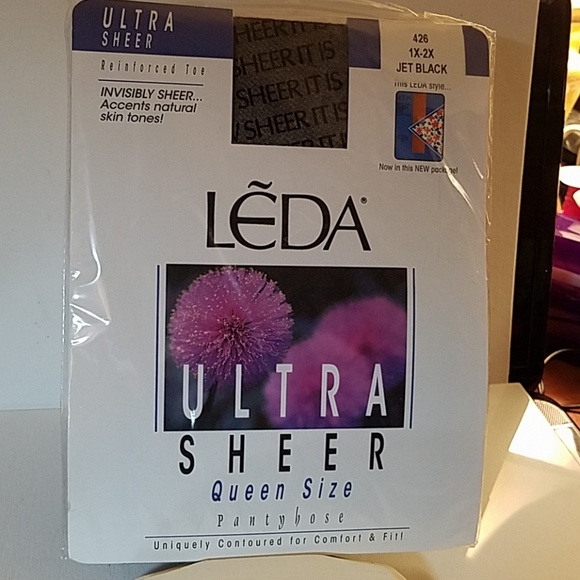 ULTRA
SHEER
Reinforced Toe
INVISIBLY SHEER...
Accents natural
skin tones!
SHEER IT IS
SHEER IT IS
SHEER IT IS
SHEER IT IS
426
1X-2X
JET BLACK
This LEDA style...
Now in this NEW package!
LẼDA®
ULTRA
SHEER
Queen Size
Pantyhose
Uniquely Contoured for Comfort & Fit!